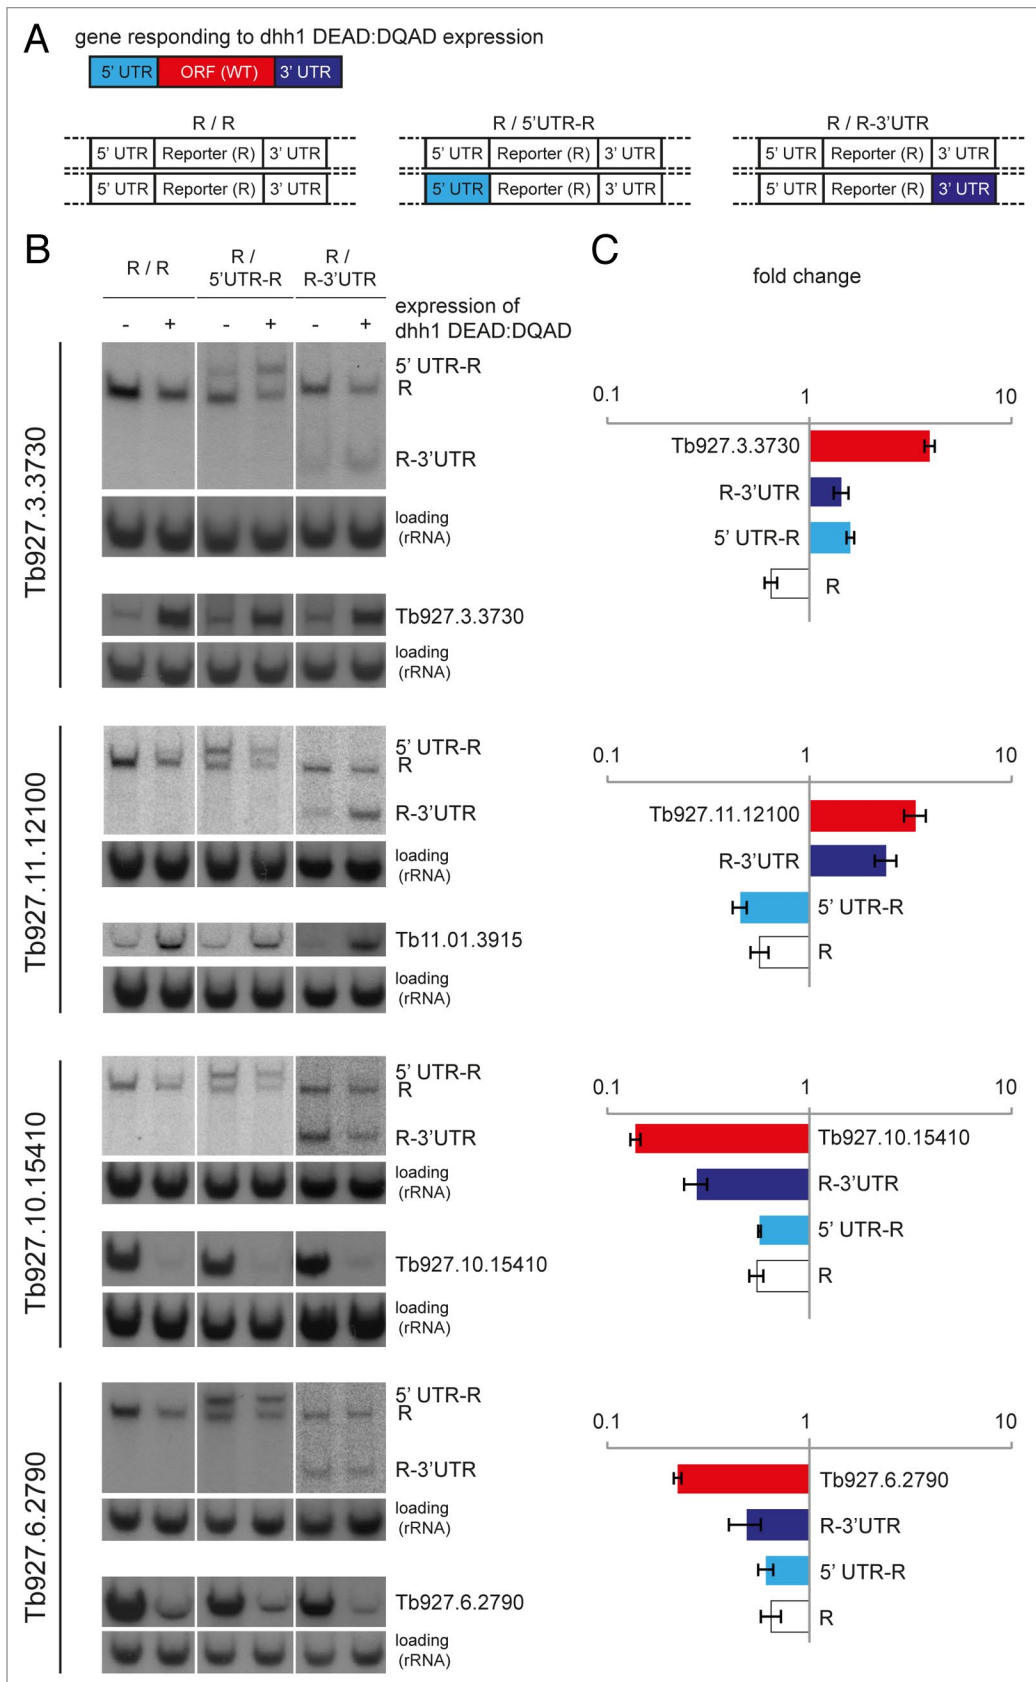 A
gene responding to dhh1 DEAD:DQAD expression
5' UTR ORF (WT) 3' UTR
R / R
5' UTR Reporter (R) 3' UTR
5' UTR Reporter (R) 3' UTR
R / 5'UTR-R
5' UTR Reporter (R) 3' UTR
5' UTR Reporter (R) 3' UTR
R / R-3'UTR
5' UTR Reporter (R) 3' UTR
5' UTR Reporter (R) 3' UTR
B
R / R
R /
5'UTR-R
R /
R-3'UTR
- + - + - +
expression of
dhh1 DEAD:DQAD
Tb927.3.3730
5' UTR-R
R
R-3'UTR
loading
(rRNA)
Tb927.3.3730
loading
(rRNA)
Tb927.11.12100
5' UTR-R
R
R-3'UTR
loading
(rRNA)
Tb11.01.3915
loading
(rRNA)
Tb927.10.15410
5' UTR-R
R
R-3'UTR
loading
(rRNA)
Tb927.10.15410
loading
(rRNA)
Tb927.6.2790
5' UTR-R
R
R-3'UTR
loading
(rRNA)
Tb927.6.2790
loading
(rRNA)
C
fold change
0.1 1 10
Tb927.3.3730
R-3'UTR
5' UTR-R
R
0.1 1 10
Tb927.11.12100
R-3'UTR
5' UTR-R
R
0.1 1 10
Tb927.10.15410
R-3'UTR
5' UTR-R
R
0.1 1 10
Tb927.6.2790
R-3'UTR
5' UTR-R
R